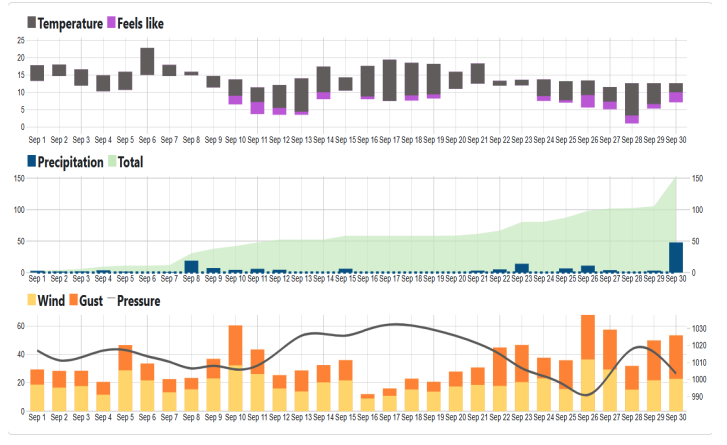 Temperature Feels like
25
20
15
10
5
0
Sep 1 Sep 2 Sep 3 Sep 4 Sep 5 Sep 6 Sep 7 Sep 8 Sep 9 Sep 10 Sep 11 Sep 12 Sep 13 Sep 14 Sep 15 Sep 16 Sep 17 Sep 18 Sep 19 Sep 20 Sep 21 Sep 22 Sep 23 Sep 24 Sep 25 Sep 26 Sep 27 Sep 28 Sep 29 Sep 30
Precipitation Total
150 150
100 100
50 50
0 0
Sep 1 Sep 2 Sep 3 Sep 4 Sep 5 Sep 6 Sep 7 Sep 8 Sep 9 Sep 10 Sep 11 Sep 12 Sep 13 Sep 14 Sep 15 Sep 16 Sep 17 Sep 18 Sep 19 Sep 20 Sep 21 Sep 22 Sep 23 Sep 24 Sep 25 Sep 26 Sep 27 Sep 28 Sep 29 Sep 30
Wind Gust Pressure
60 1030
1020
40 1010
20 1000
990
0
Sep 1 Sep 2 Sep 3 Sep 4 Sep 5 Sep 6 Sep 7 Sep 8 Sep 9 Sep 10 Sep 11 Sep 12 Sep 13 Sep 14 Sep 15 Sep 16 Sep 17 Sep 18 Sep 19 Sep 20 Sep 21 Sep 22 Sep 23 Sep 24 Sep 25 Sep 26 Sep 27 Sep 28 Sep 29 Sep 30